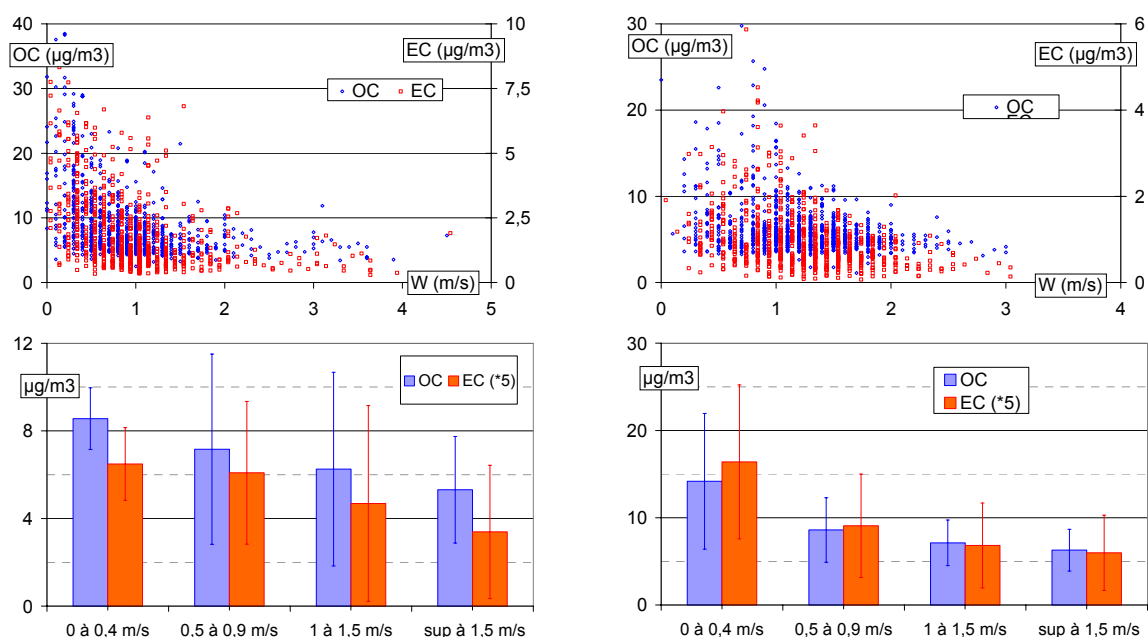 40
OC (µg/m3)
30
20
10
0
10
EC (µg/m3)
7,5
5
2,5
0
OC EC
W (m/s)
0 1 2 3 4 5
30
OC (µg/m3)
20
10
0
6
EC (µg/m3)
4
2
0
OC
W (m/s)
0 1 2 3 4
12
µg/m3
8
4
0
OC EC (*5)
0 à 0,4 m/s 0,5 à 0,9 m/s 1 à 1,5 m/s sup à 1,5 m/s
30
µg/m3
20
10
0
OC
EC (*5)
0 à 0,4 m/s 0,5 à 0,9 m/s 1 à 1,5 m/s sup à 1,5 m/s